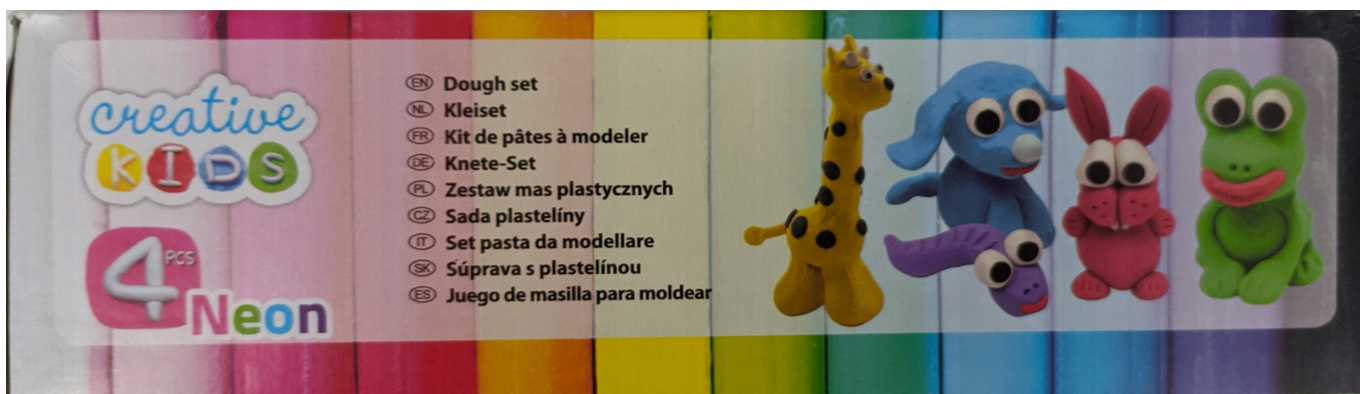 creative
KIDS
4 PCS
Neon
EN Dough set
NL Kleiset
FR Kit de pâtes à modeler
DE Knete-Set
PL Zestaw mas plastycznych
CZ Sada plastelíny
IT Set pasta da modellare
SK Súprava s plastelínou
ES Juego de masilla para moldear